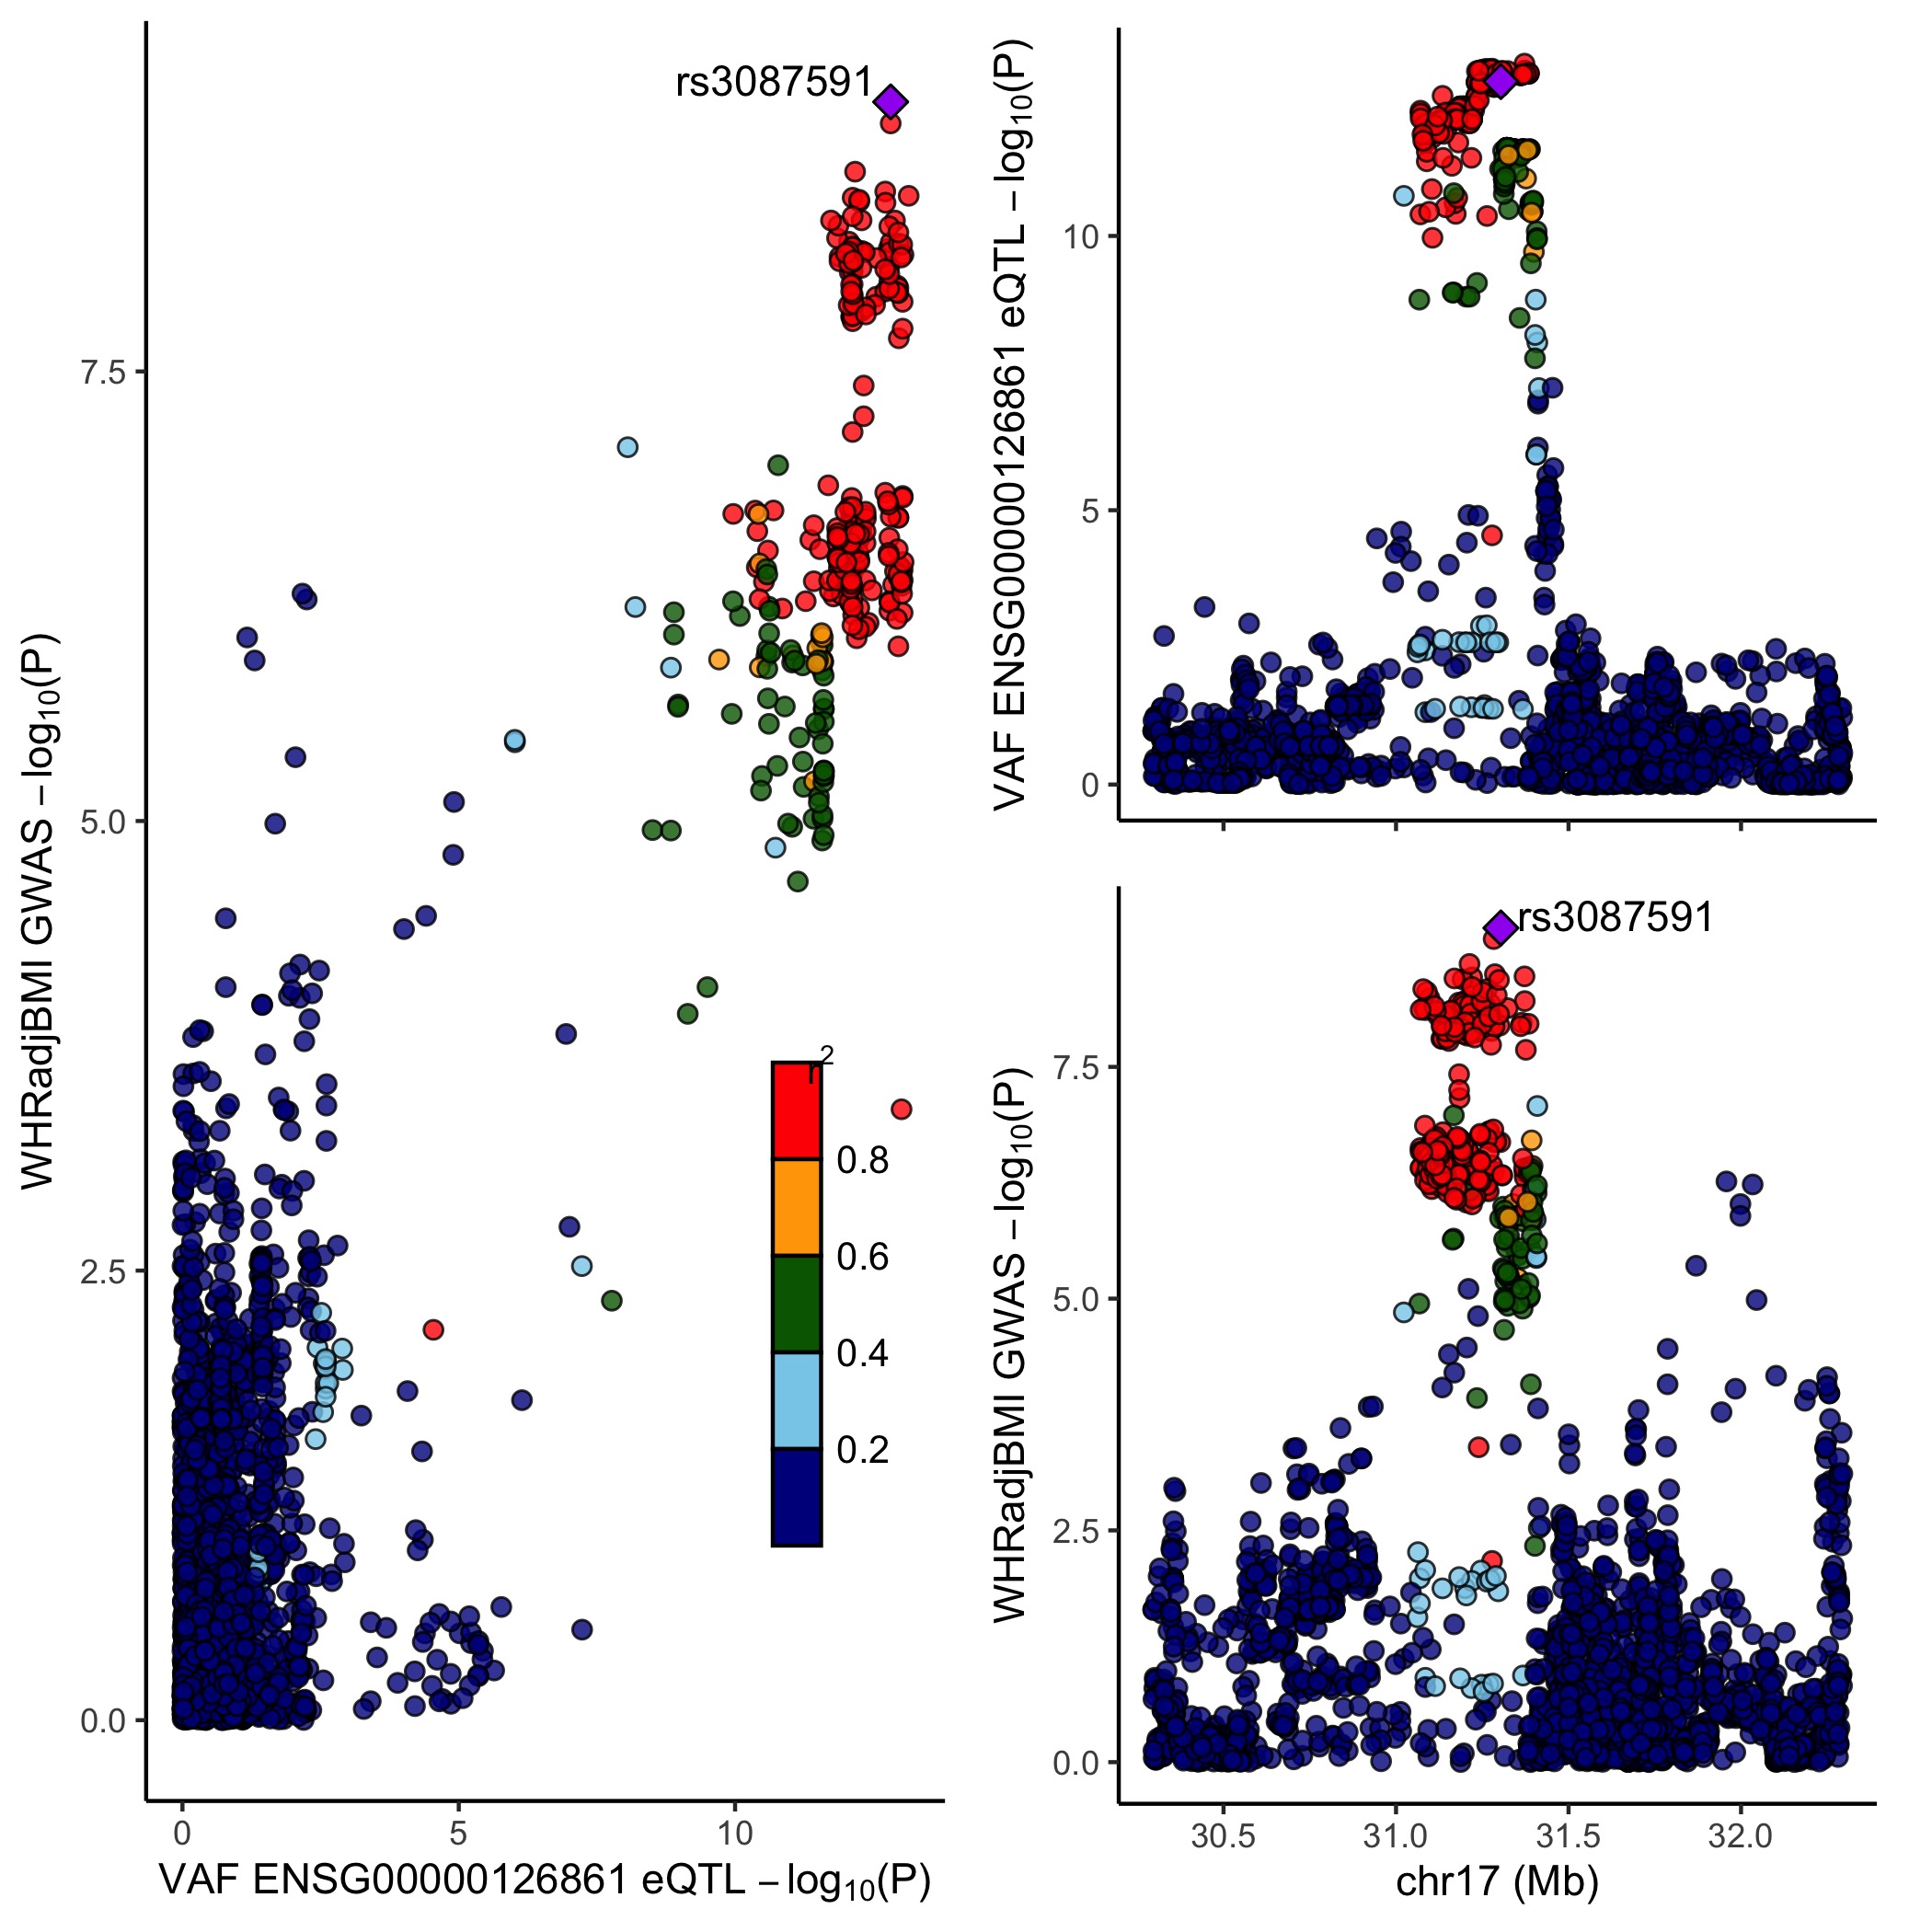 WHRadjBMI GWAS −log10(P)
7.5
5.0
2.5
0.0
rs3087591
r2
0.8
0.6
0.4
0.2
0 5 10
VAF ENSG00000126861 eQTL −log10(P)
VAF ENSG00000126861 eQTL −log10(P)
10
5
0
WHRadjBMI GWAS −log10(P)
rs3087591
7.5
5.0
2.5
0.0
30.5 31.0 31.5 32.0
chr17 (Mb)